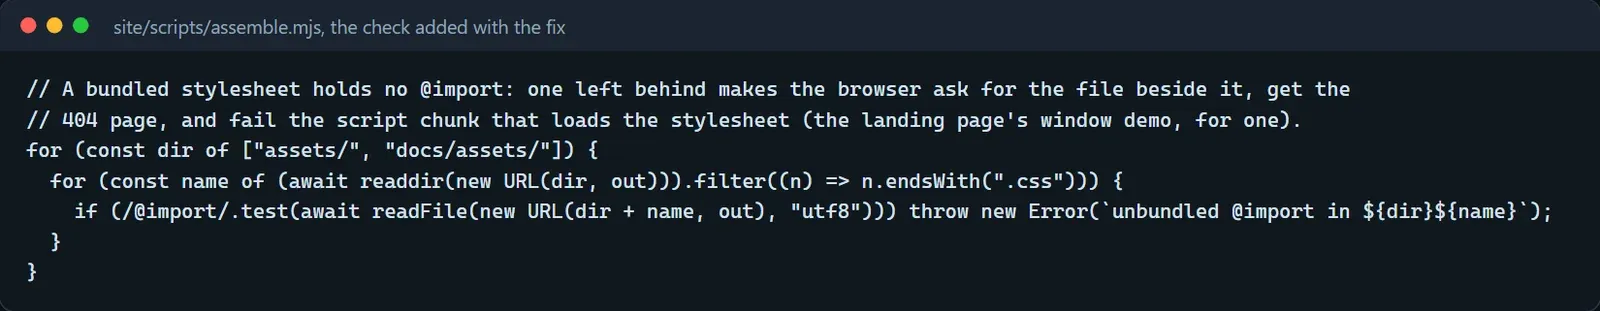 site/scripts/assemble.mjs, the check added with the fix
// A bundled stylesheet holds no @import: one left behind makes the browser ask for the file beside it, get the
// 404 page, and fail the script chunk that loads the stylesheet (the landing page's window demo, for one).
for (const dir of ["assets/", "docs/assets/"]) {
  for (const name of (await readdir(new URL(dir, out))).filter((n) => n.endsWith(".css"))) {
    if (/@import/.test(await readFile(new URL(dir + name, out), "utf8"))) throw new Error(`unbundled @import in ${dir}${name}`);
  }
}